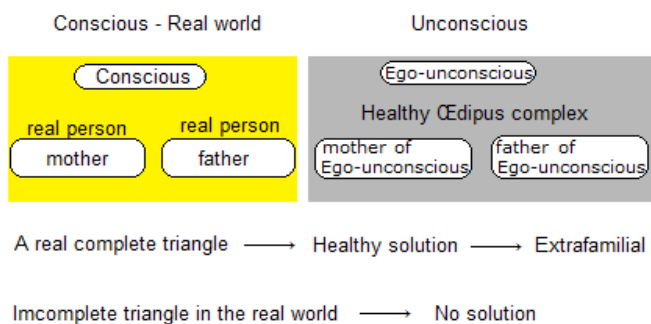 Conscious - Real world
Unconscious
Conscious
Ego-unconscious
Healthy Œdipus complex
real person
real person
mother
father
mother of
Ego-unconscious
father of
Ego-unconscious
A real complete triangle ⟶ Healthy solution ⟶ Extrafamilial
Imcomplete triangle in the real world ⟶ No solution